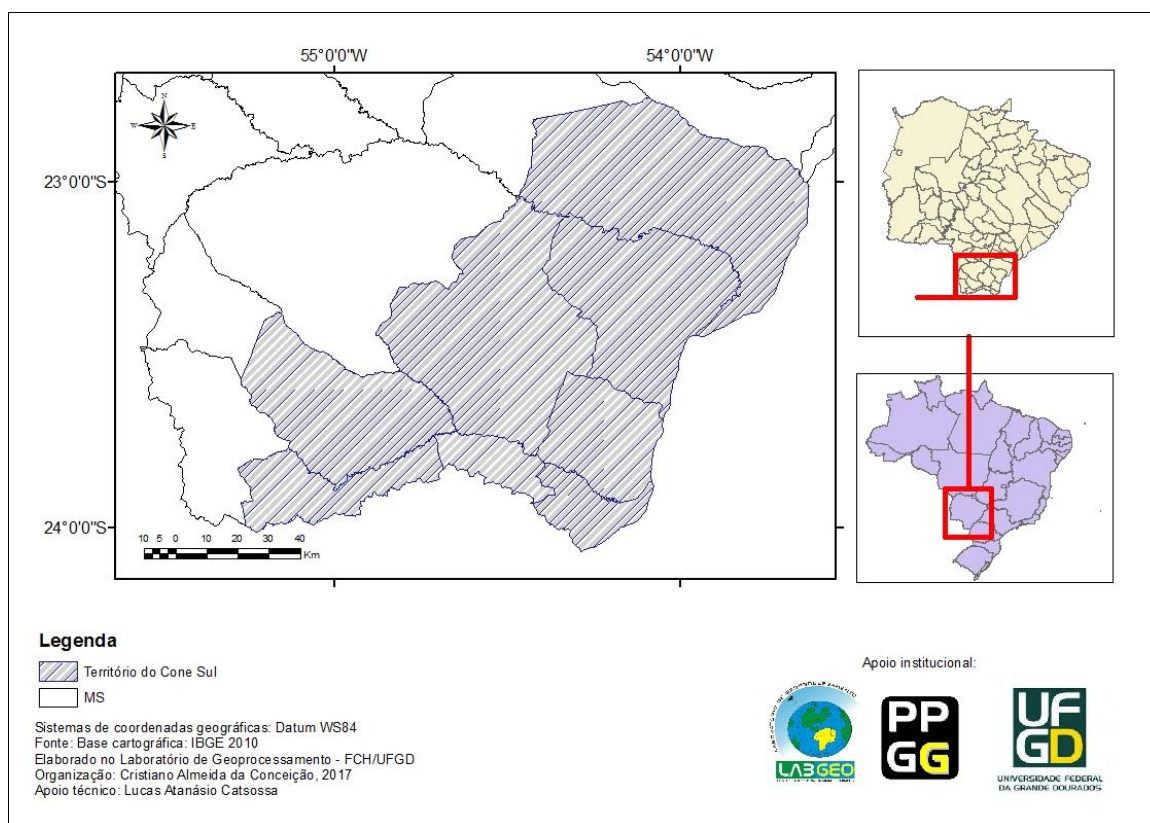 55°0'0"W
54°0'0"W
N
W
E
S
23°0'0"S
24°0'0"S
10 5 0 10 20 30 40
Km
Legenda
Território do Cone Sul
MS
Sistemas de coordenadas geográficas: Datum WS84
Fonte: Base cartográfica: IBGE 2010
Elaborado no Laboratório de Geoprocessamento - FCH/UFGD
Organização: Cristiano Almeida da Conceição, 2017
Apoio técnico: Lucas Atanásio Catsossa
Apoio institucional:
LABORATÓRIO DE GEOPROCESSAMENTO
LABGEO
PP
GG
UF
GD
UNIVERSIDADE FEDERAL
DA GRANDE DOURADOS